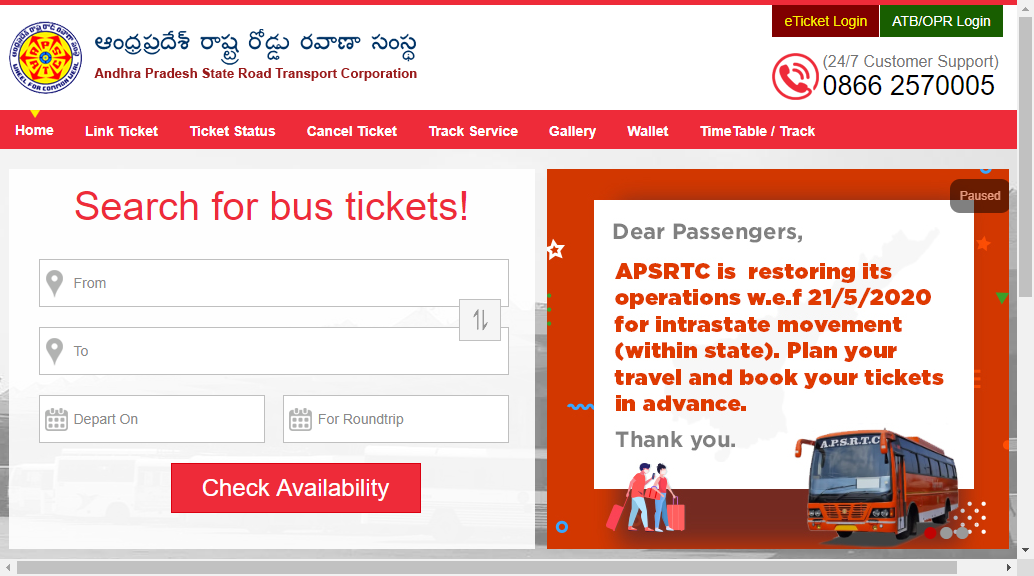 eTicket Login
ATB/OPR Login
ఆంధ్రప్రదేశ్ రాష్ట్ర రోడ్డు రవాణా సంస్థ
Andhra Pradesh State Road Transport Corporation
(24/7 Customer Support)
0866 2570005
Home
Link Ticket
Ticket Status
Cancel Ticket
Track Service
Gallery
Wallet
TimeTable / Track
Search for bus tickets!
From
To
Depart On
For Roundtrip
Check Availability
Paused
Dear Passengers,
APSRTC is restoring its
operations w.e.f 21/5/2020
for intrastate movement
(within state). Plan your
travel and book your tickets
in advance.
Thank you.
A.P.S.R.T.C